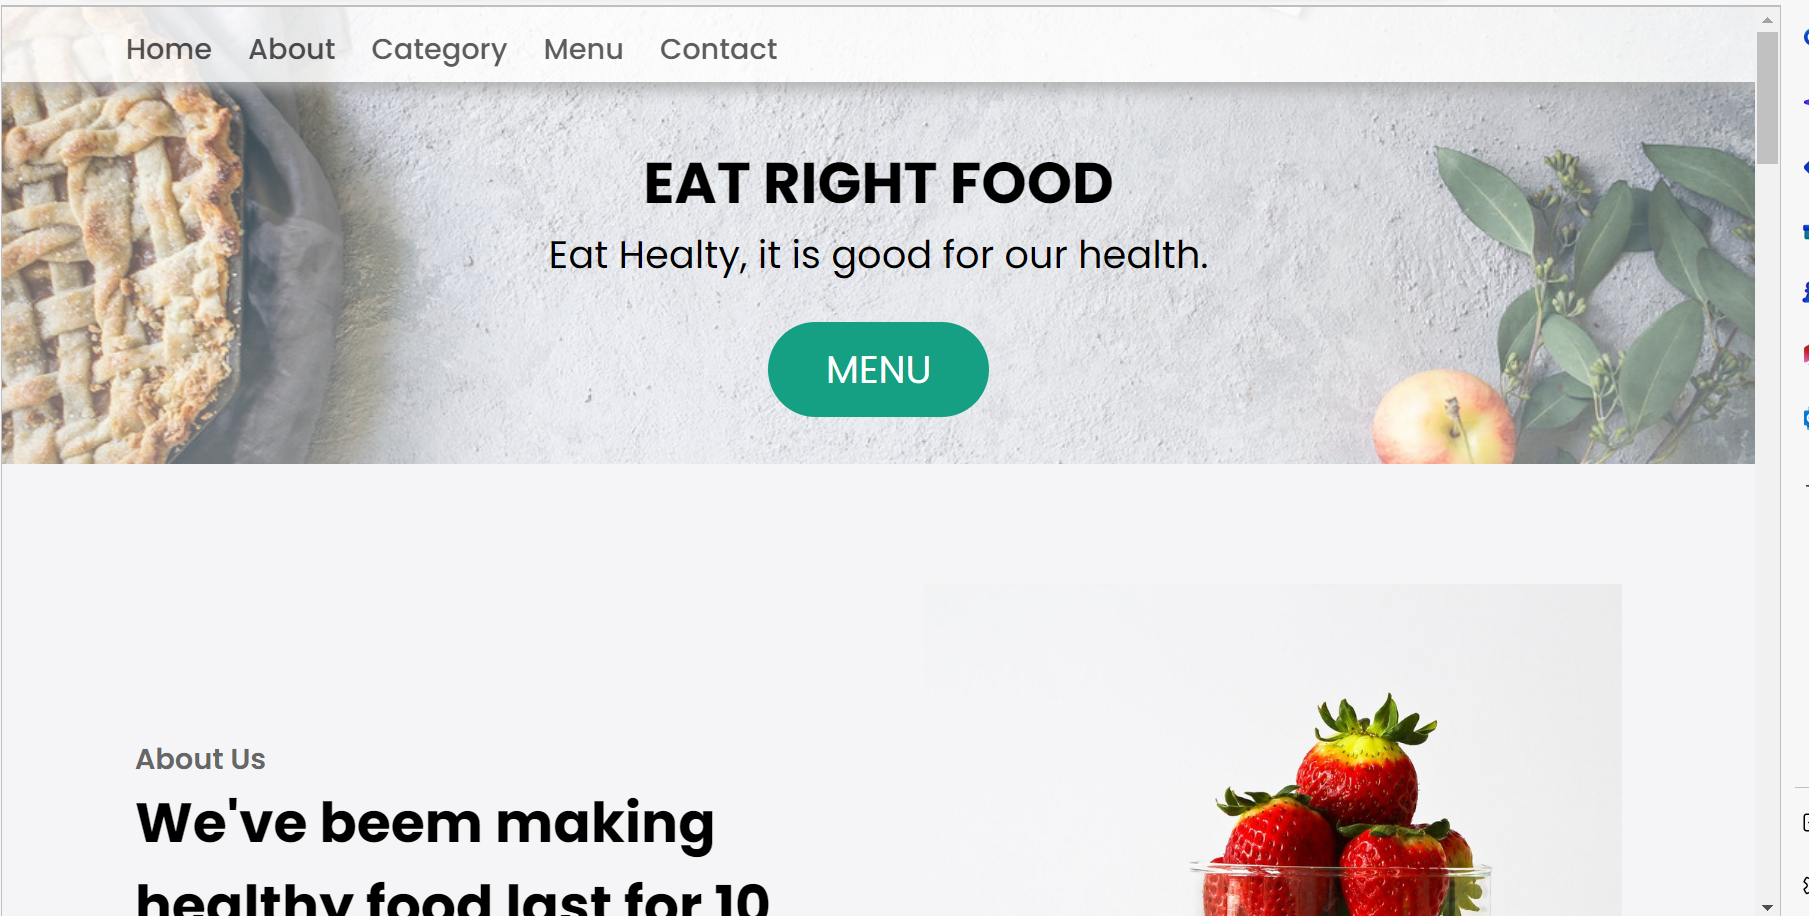 Home About Category Menu Contact
EAT RIGHT FOOD
Eat Healty, it is good for our health.
MENU
About Us
We've beem making
healthy food last for 10